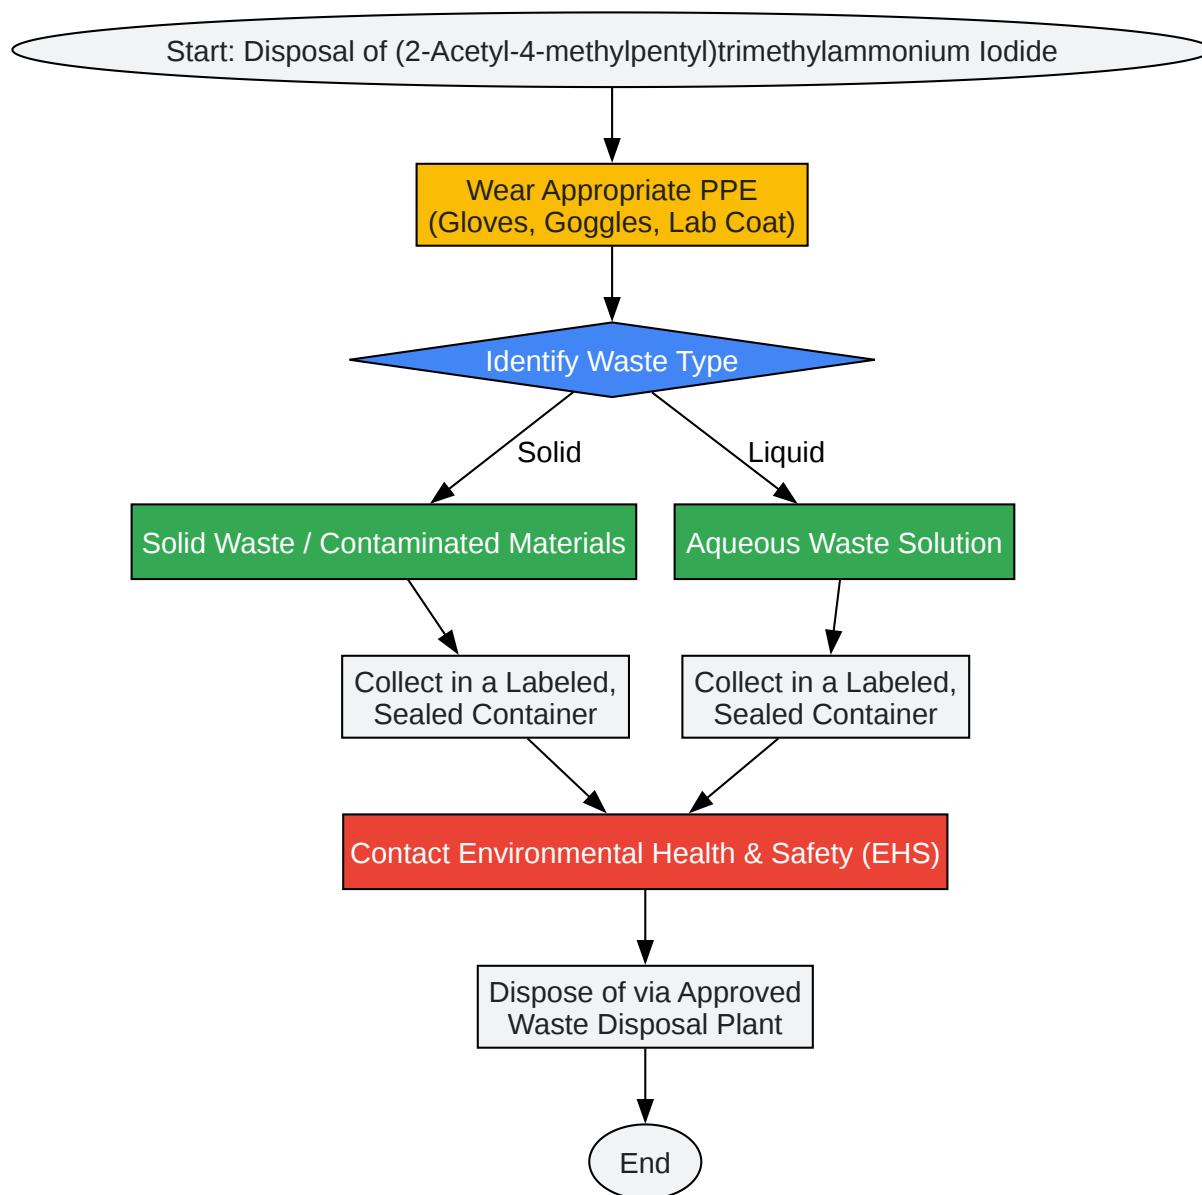 Start: Disposal of (2-Acetyl-4-methylpentyl)trimethylammonium Iodide
Wear Appropriate PPE
(Gloves, Goggles, Lab Coat)
Identify Waste Type
Solid
Liquid
Solid Waste / Contaminated Materials
Aqueous Waste Solution
Collect in a Labeled,
Sealed Container
Collect in a Labeled,
Sealed Container
Contact Environmental Health & Safety (EHS)
Dispose of via Approved
Waste Disposal Plant
End